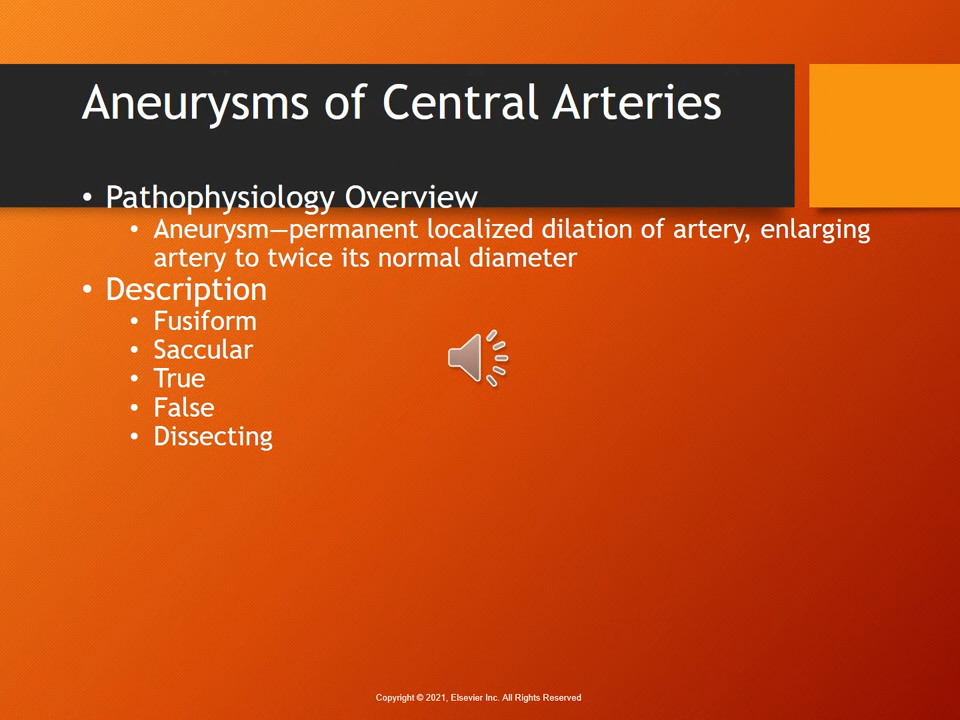 Aneurysms of Central Arteries
• Pathophysiology Overview
• Aneurysm—permanent localized dilation of artery, enlarging
artery to twice its normal diameter
• Description
• Fusiform
• Saccular
• True
• False
• Dissecting
Copyright © 2021, Elsevier Inc. All Rights Reserved